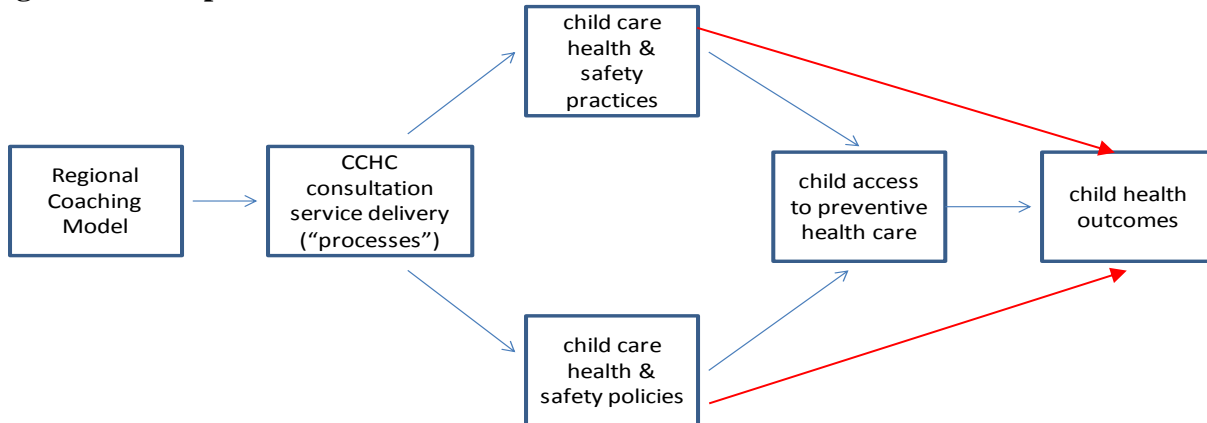 child care
health &
safety
practices
Regional
Coaching
Model
CCHC
consultation
service delivery
(“processes”)
child access
to preventive
health care
child health
outcomes
child care
health &
safety policies